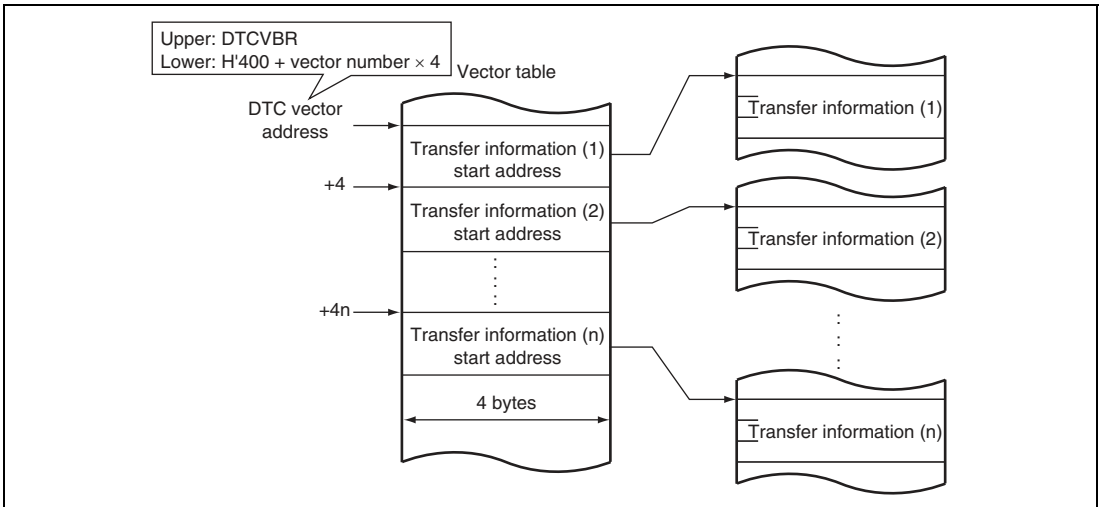 Upper: DTCVBR
Lower: H'400 + vector number × 4
Vector table
DTC vector
address
Transfer information (1)
start address
+4
Transfer information (2)
start address
+4n
Transfer information (n)
start address
4 bytes
Transfer information (1)
Transfer information (2)
Transfer information (n)